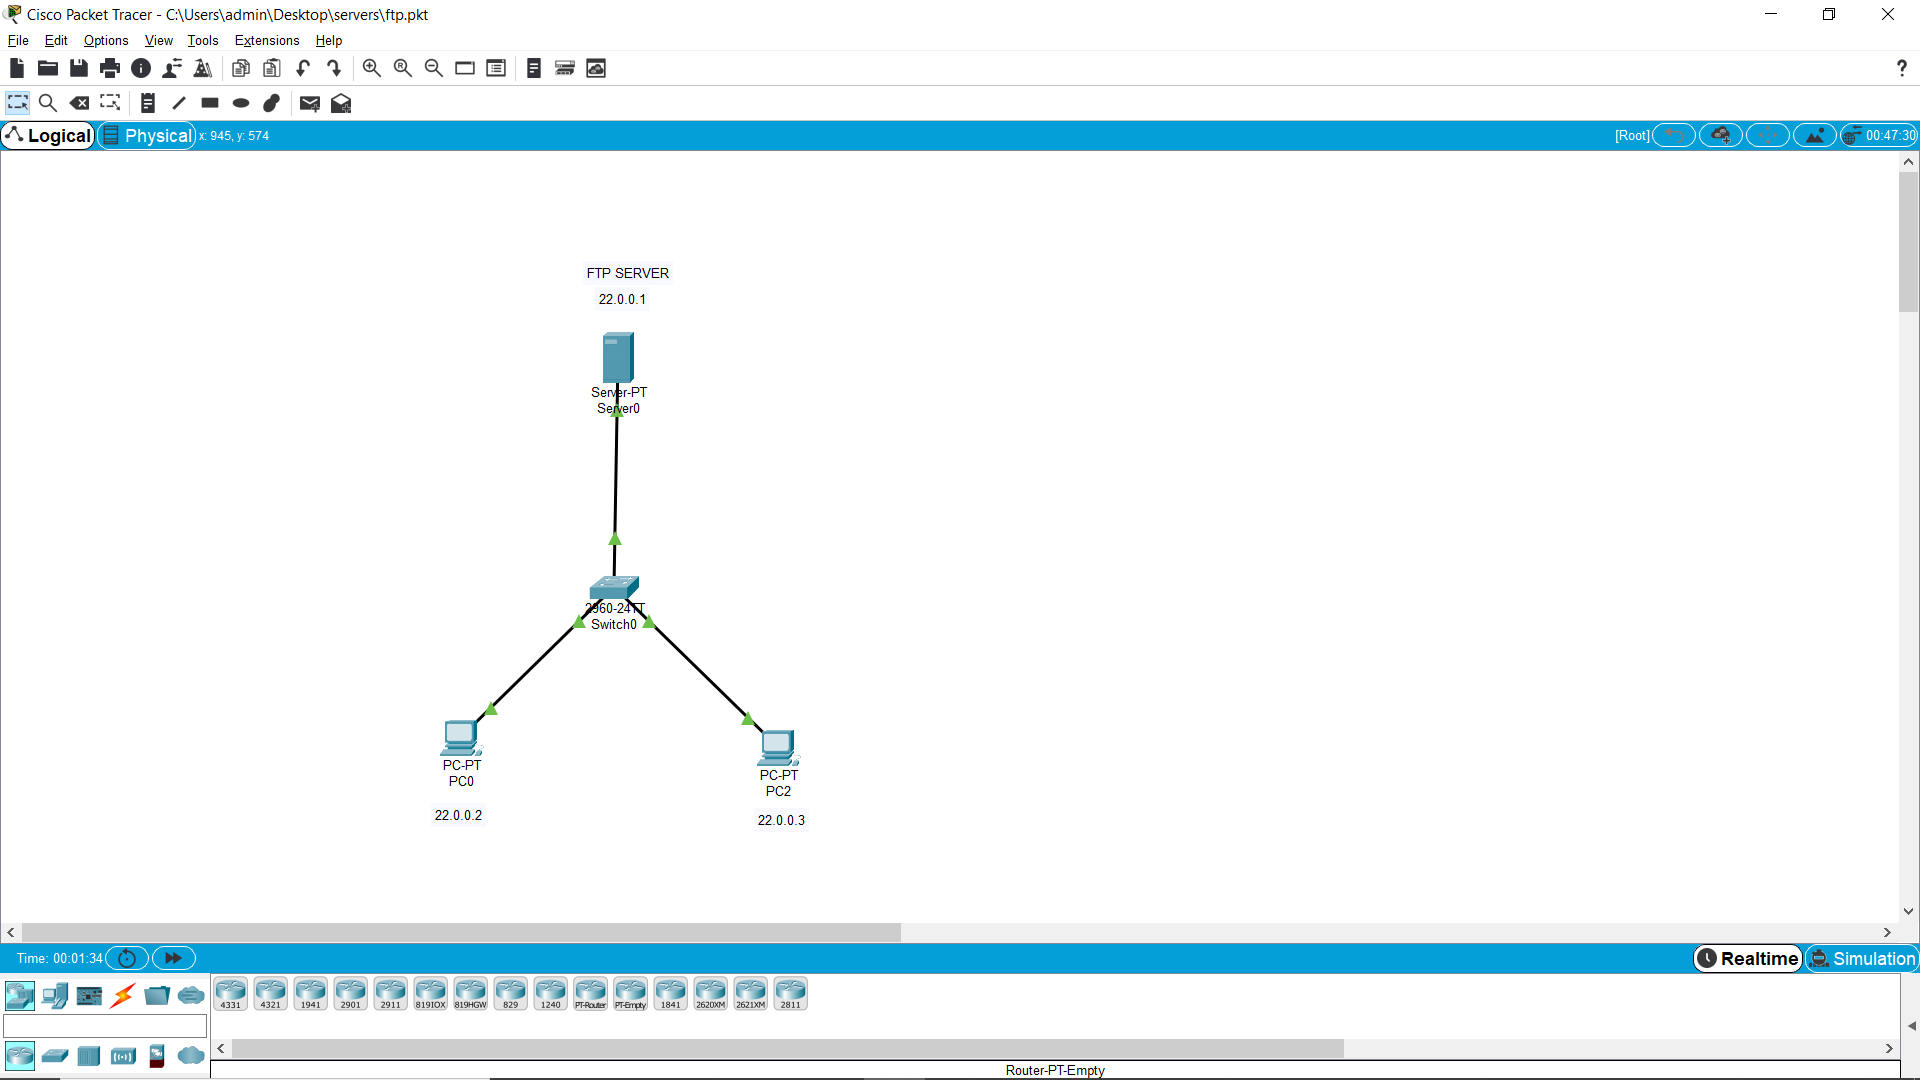 Cisco Packet Tracer - C:\Users\admin\Desktop\servers\ftp.pkt
File Edit Options View Tools Extensions Help
?
Logical Physical x: 945, y: 574 [Root] 00:47:30
FTP SERVER
22.0.0.1
Server-PT
Server0
2960-24TT
Switch0
PC-PT
PC0
22.0.0.2
PC-PT
PC2
22.0.0.3
Time: 00:01:34 Realtime Simulation
4331 4321 1941 2901 2911 819IOX 819HGW 829 1240 PT-Router PT-Empty 1841 2620XM 2621XM 2811
Router-PT-Empty